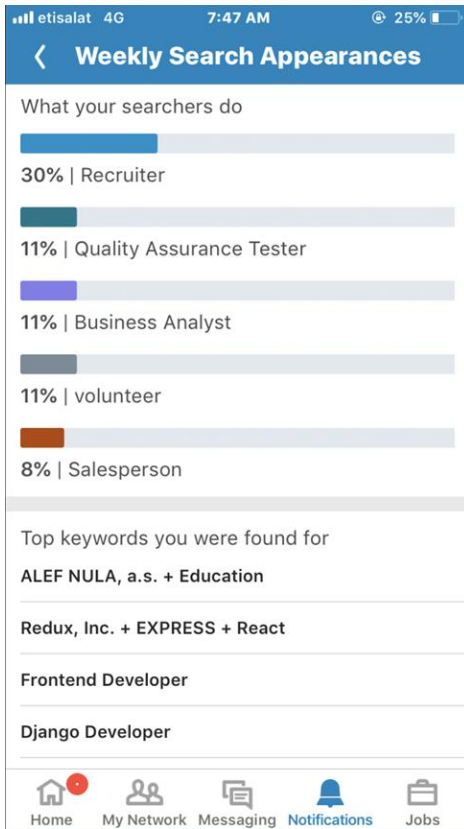 etisalat 4G 7:47 AM 25%
Weekly Search Appearances
What your searchers do
30% | Recruiter
11% | Quality Assurance Tester
11% | Business Analyst
11% | volunteer
8% | Salesperson
Top keywords you were found for
ALEF NULA, a.s. + Education
Redux, Inc. + EXPRESS + React
Frontend Developer
Django Developer
Home My Network Messaging Notifications Jobs